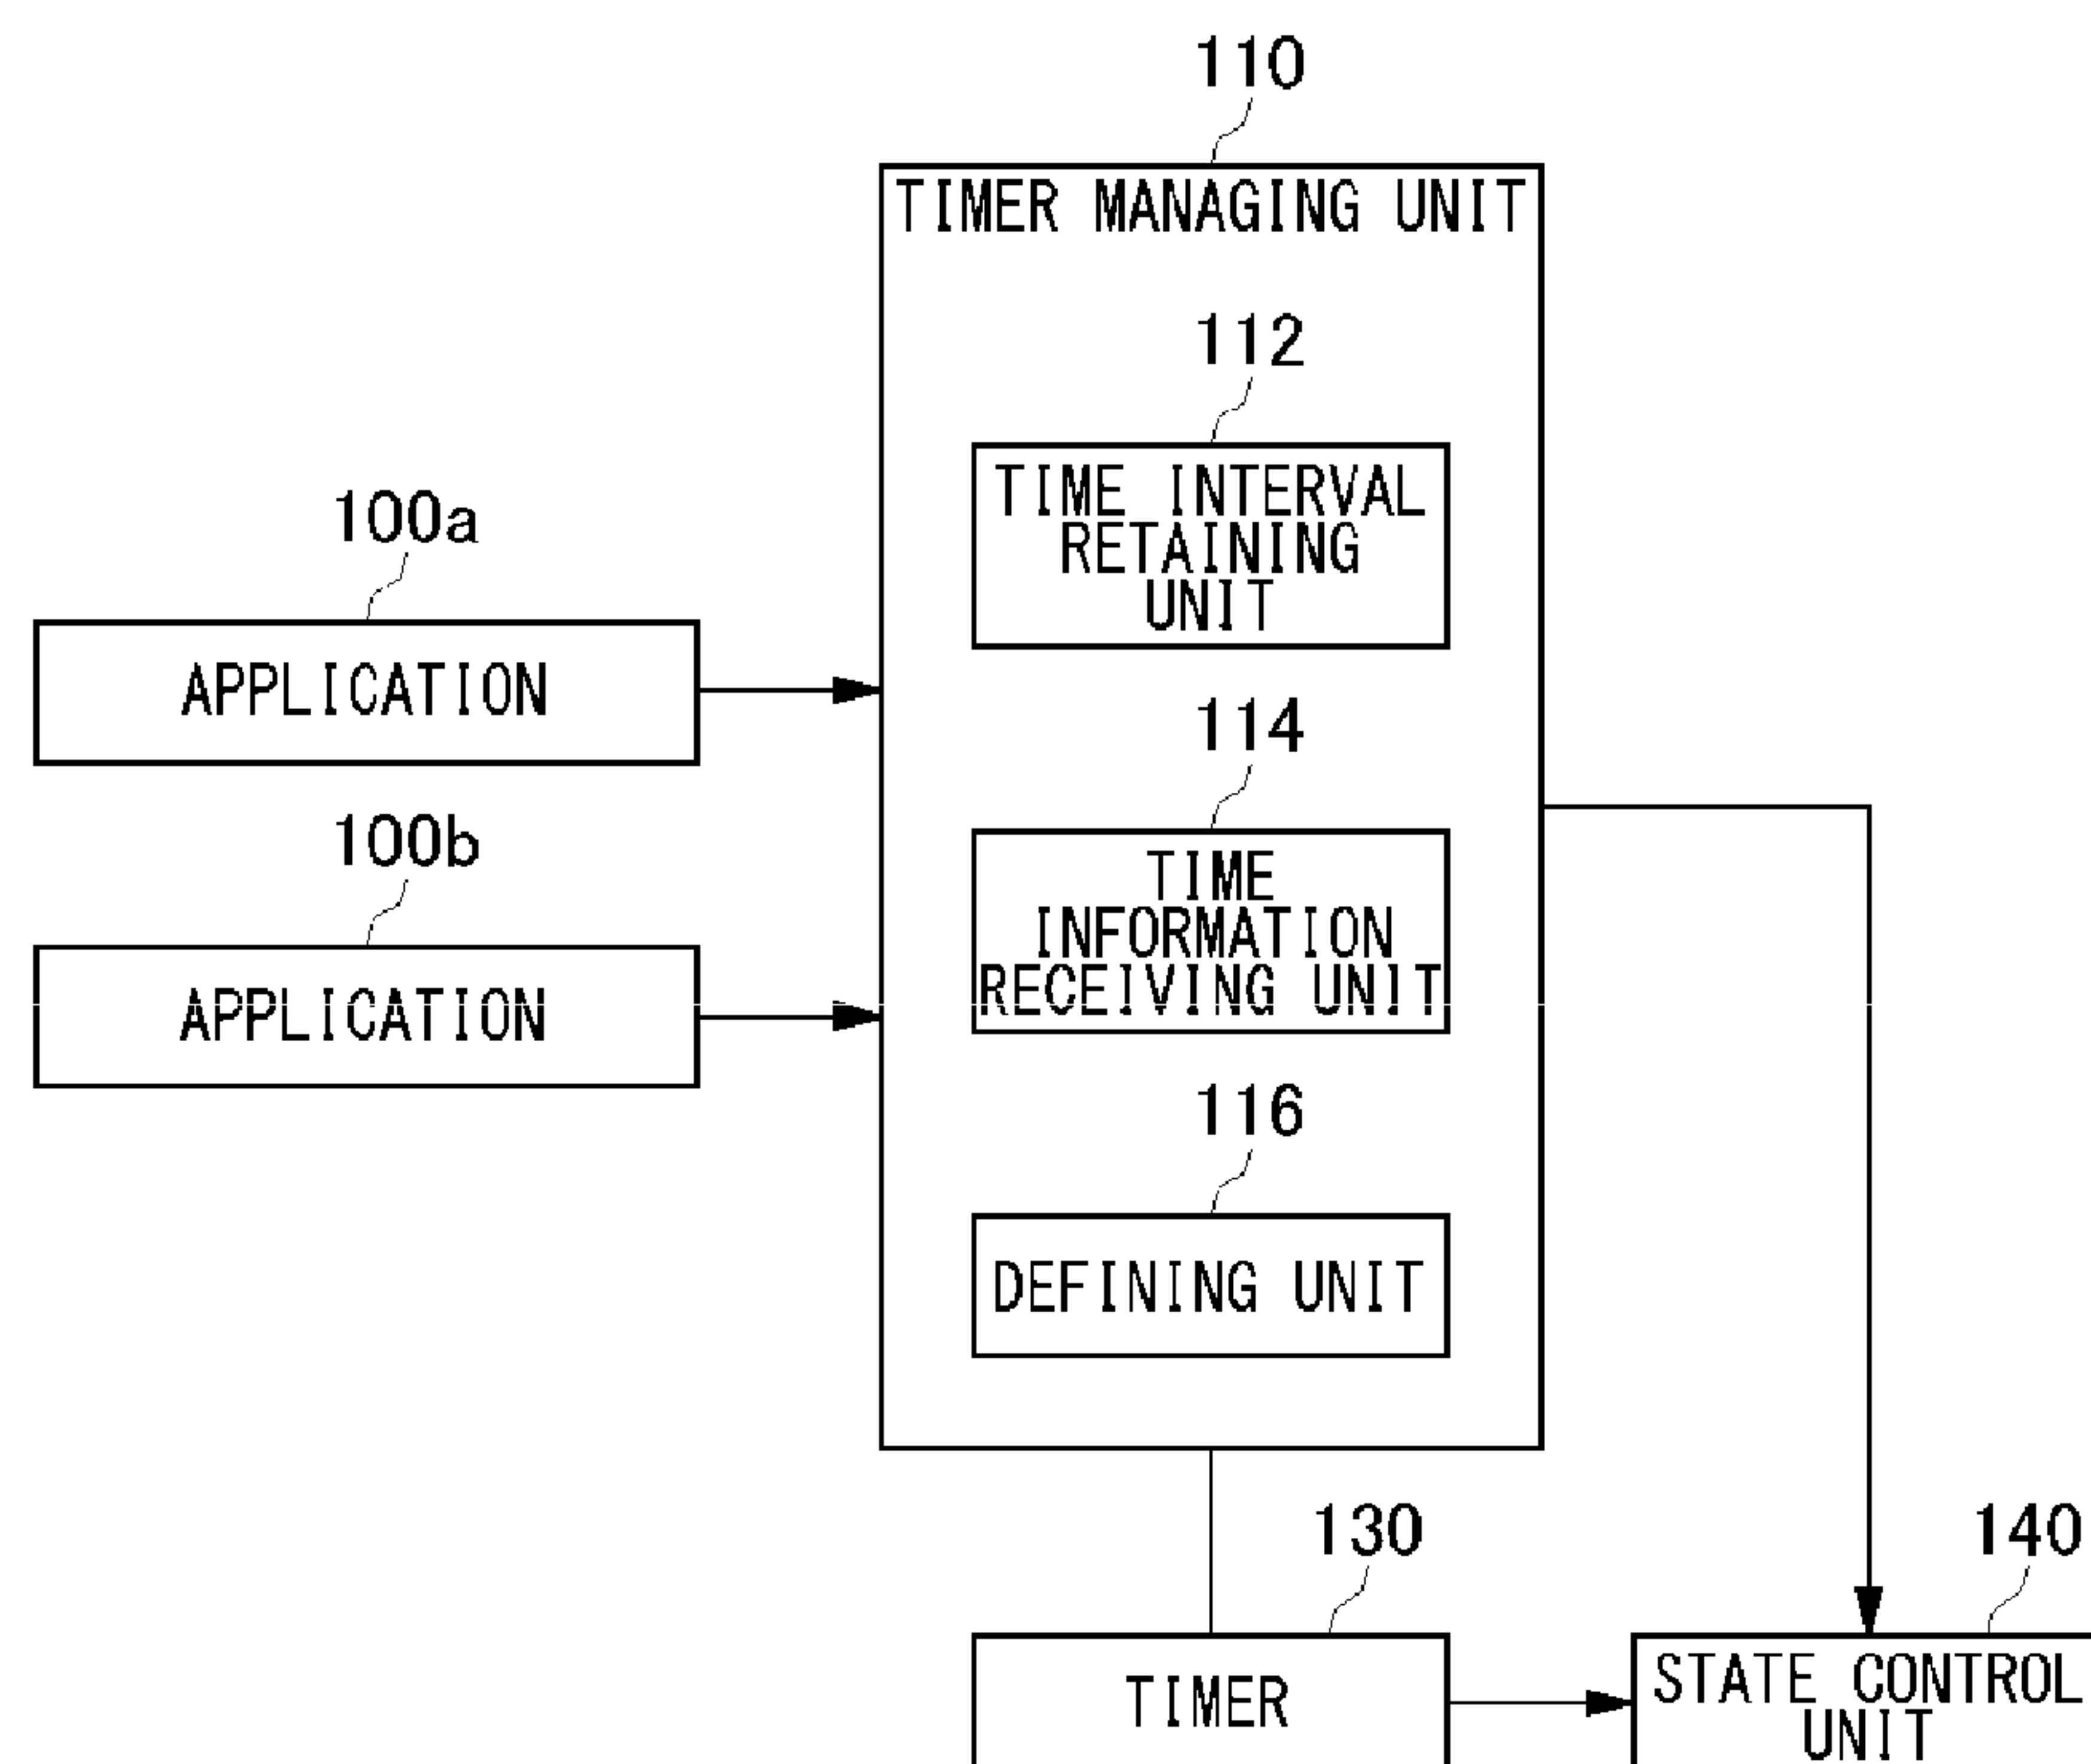 110
TIMER MANAGING UNIT
112
TIME INTERVAL
RETAINING
UNIT
100a
APPLICATION
114
TIME
INFORMATION
RECEIVING UNIT
100b
APPLICATION
116
DEFINING UNIT
130
TIMER
140
STATE CONTROL
UNIT